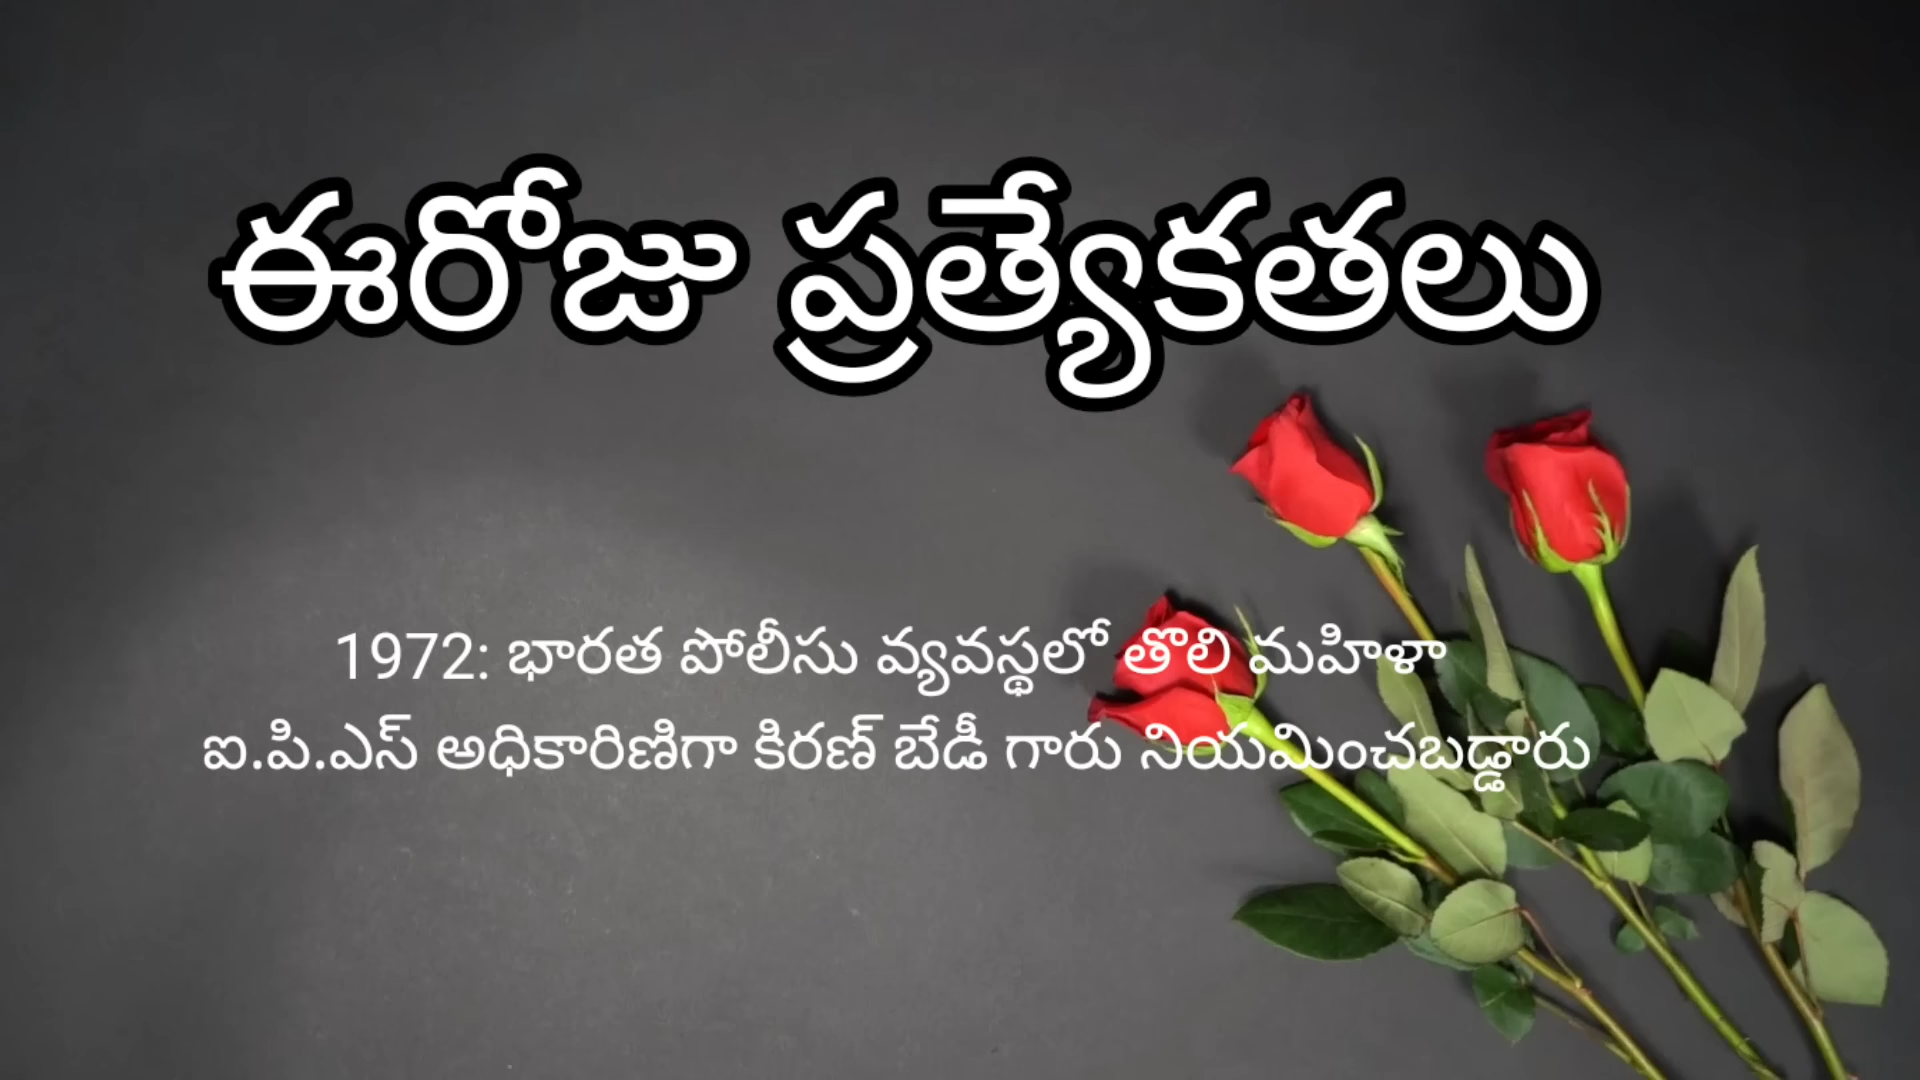 ఈరోజు ప్రత్యేకతలు
1972: భారత పోలీసు వ్యవస్థలో తొలి మహిళా
ఐ.పి.ఎస్ అధికారిణిగా కిరణ్ బేడీ గారు నియమించబడ్డారు